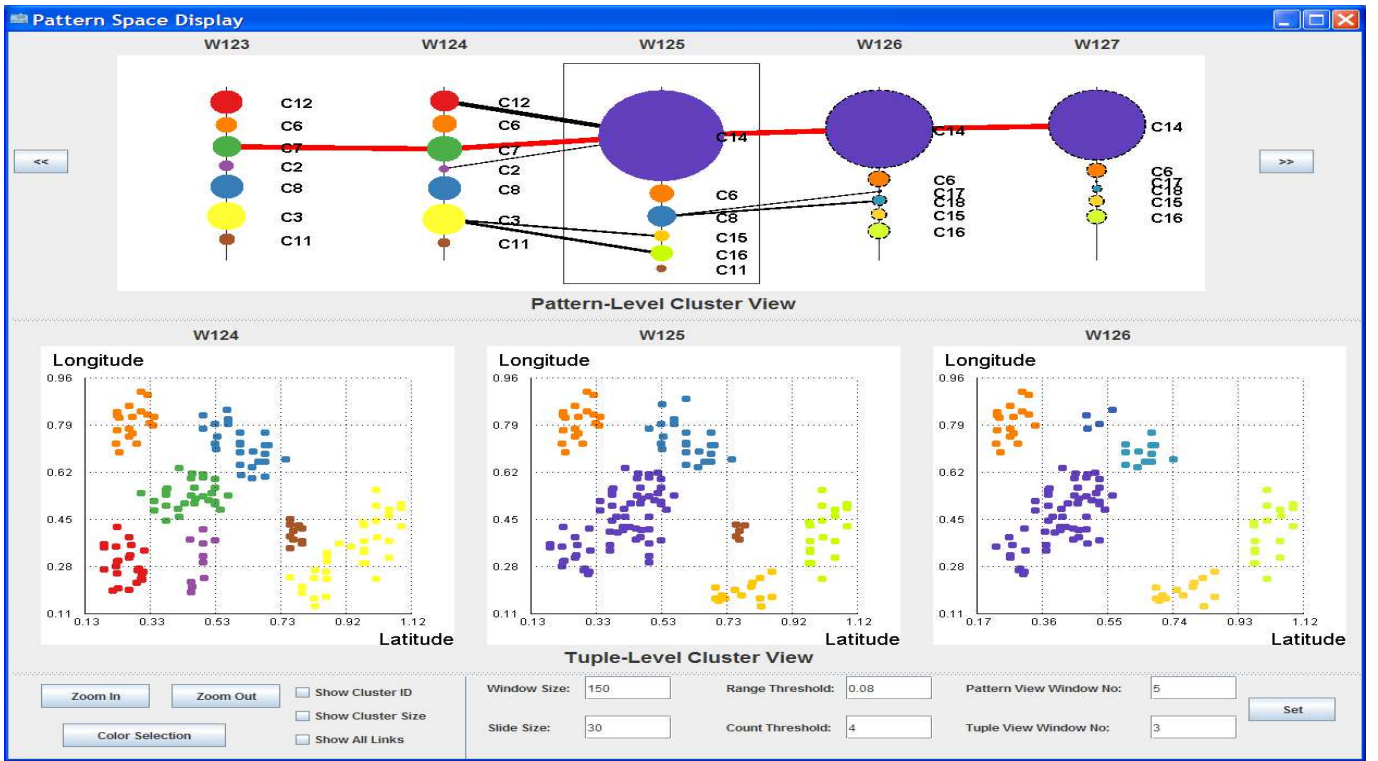 Pattern Space Display
W123 W124 W125 W126 W127
C12 C12
C6 C6
C7 C7 C14 C14 C14
C2 C2
C8 C8
C3 C3
C11 C11
C6
C8
C15
C16
C11
C6
C17
C18
C15
C16
C6
C17
C18
C15
C16
<< >>
Pattern-Level Cluster View
W124 W125 W126
Longitude Longitude Longitude
0.96 0.96 0.96
0.79 0.79 0.79
0.62 0.62 0.62
0.45 0.45 0.45
0.28 0.28 0.28
0.11 0.11 0.11
0.13 0.33 0.53 0.73 0.92 1.12 0.13 0.33 0.53 0.73 0.92 1.12 0.17 0.36 0.55 0.74 0.93 1.12
Latitude Latitude Latitude
Tuple-Level Cluster View
Zoom In Zoom Out Show Cluster ID Window Size: 150 Range Threshold: 0.08 Pattern View Window No: 5
Show Cluster Size Set
Color Selection Show All Links Slide Size: 30 Count Threshold: 4 Tuple View Window No: 3